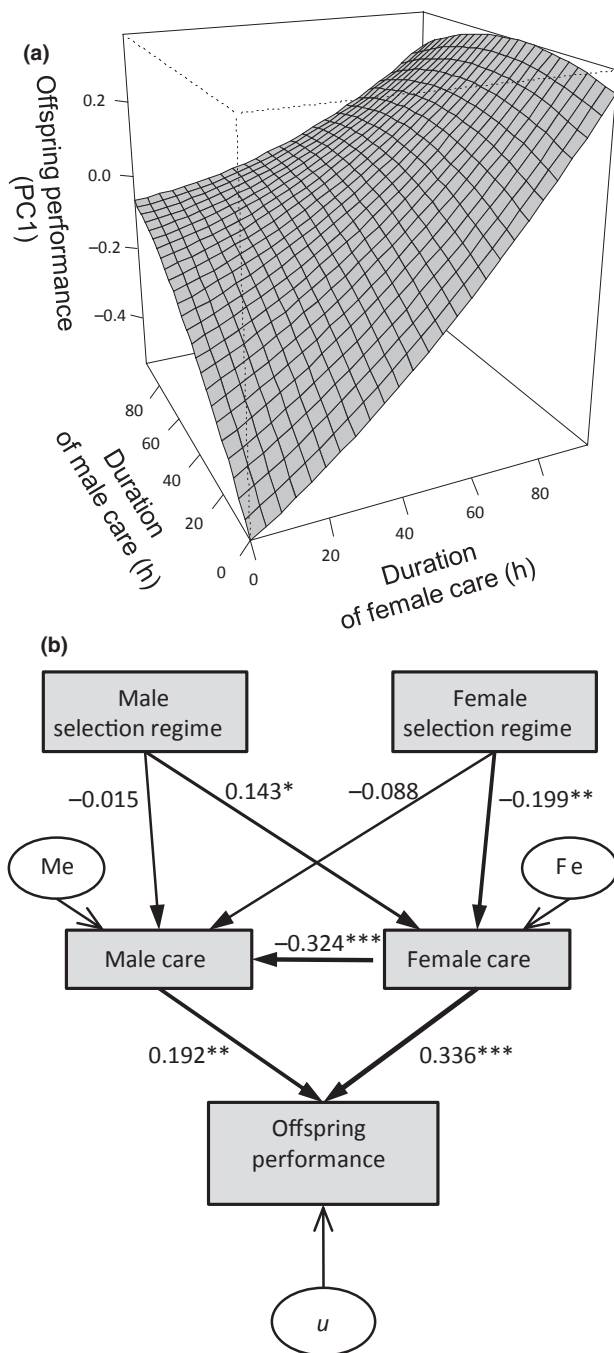 (a)
Offspring performance
(PC1)
0.2
0.0
−0.2
−0.4
80
60
40
20
0
Duration
of male care (h)
0
20
40
60
80
Duration
of female care (h)
(b)
Male
selection regime
Female
selection regime
−0.015
0.143*
−0.088
−0.199**
Me
Fe
Male care
−0.324***
Female care
0.192**
0.336***
Offspring
performance
u